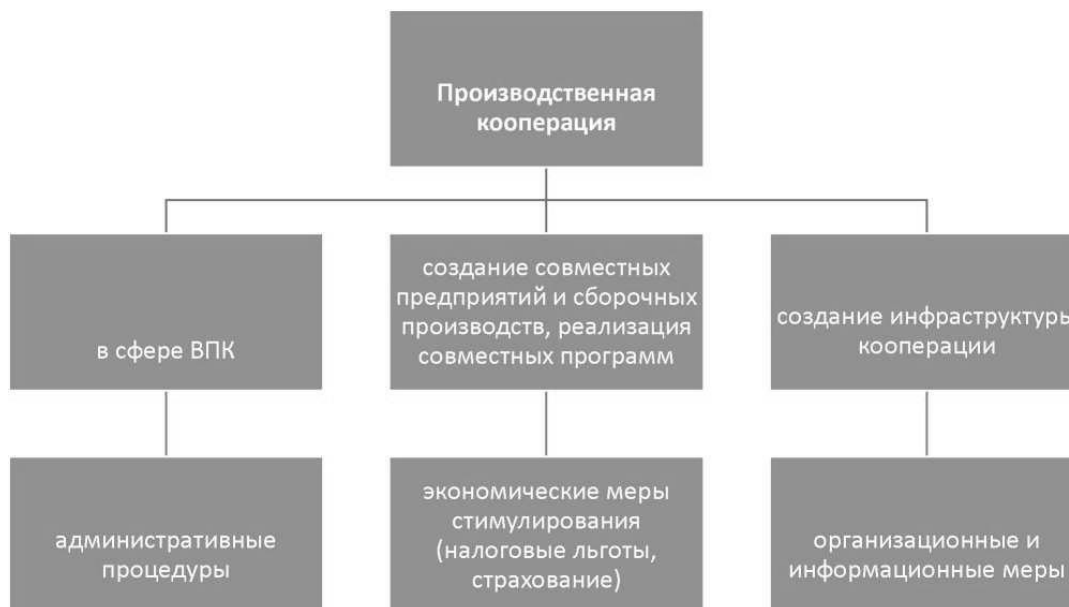 Производственная
кооперация
в сфере ВПК
создание совместных
предприятий и сборочных
производств, реализация
совместных программ
создание инфраструктуры
кооперации
административные
процедуры
экономические меры
стимулирования
(налоговые льготы,
страхование)
организационные и
информационные меры